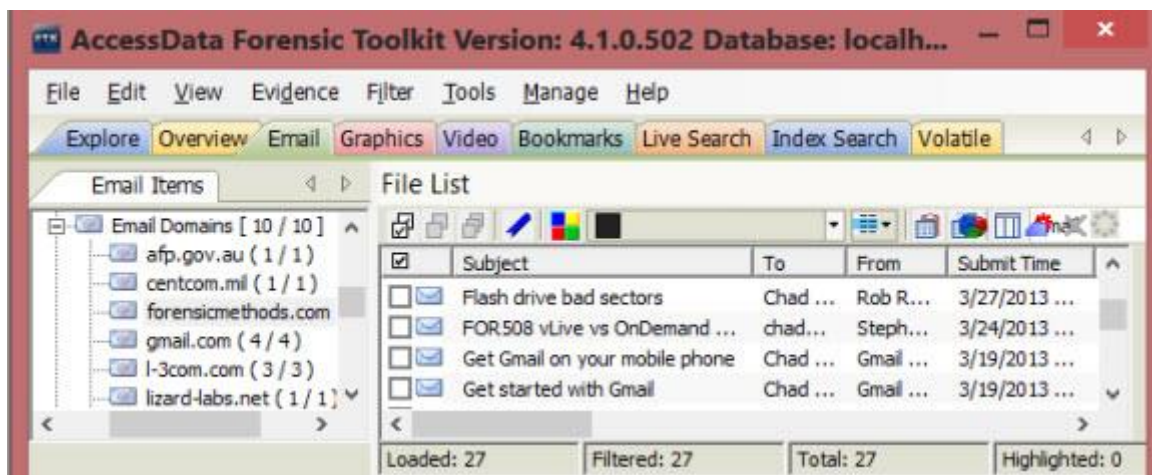 AccessData Forensic Toolkit Version: 4.1.0.502 Database: localh...
File Edit View Evidence Filter Tools Manage Help
Explore Overview Email Graphics Video Bookmarks Live Search Index Search Volatile
Email Items
File List
Email Domains [ 10 / 10 ]
afp.gov.au ( 1 / 1 )
centcom.mil ( 1 / 1 )
forensicmethods.com
gmail.com ( 4 / 4 )
l-3com.com ( 3 / 3 )
lizard-labs.net ( 1 / 1 )
Subject To From Submit Time
Flash drive bad sectors Chad ... Rob R... 3/27/2013 ...
FOR508 vLive vs OnDemand ... chad... Steph... 3/24/2013 ...
Get Gmail on your mobile phone Chad ... Gmail ... 3/19/2013 ...
Get started with Gmail Chad ... Gmail ... 3/19/2013 ...
Loaded: 27 Filtered: 27 Total: 27 Highlighted: 0